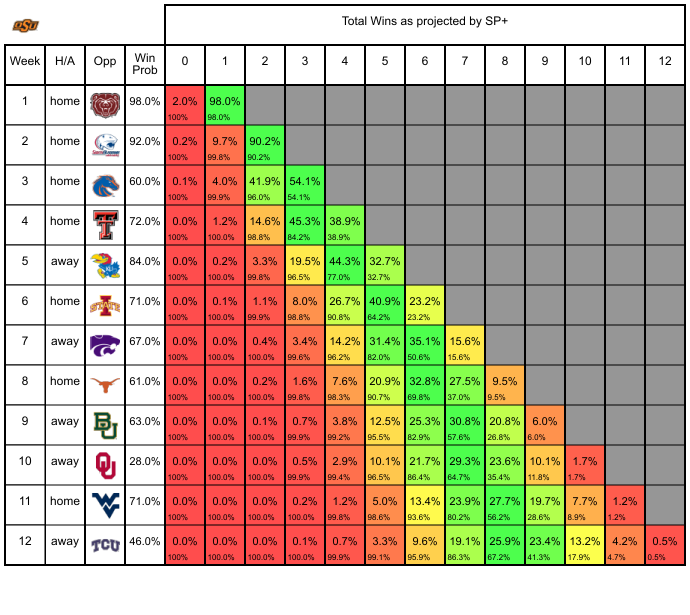 OSU
Total Wins as projected by SP+
Week H/A Opp Win Prob 0 1 2 3 4 5 6 7 8 9 10 11 12
1 home 98.0% 2.0% 98.0%
100% 98.0%
2 home 92.0% 0.2% 9.7% 90.2%
100% 99.8% 90.2%
3 home 60.0% 0.1% 4.0% 41.9% 54.1%
100% 99.9% 96.0% 54.1%
4 home 72.0% 0.0% 1.2% 14.6% 45.3% 38.9%
100% 100.0% 98.8% 84.2% 38.9%
5 away KU 84.0% 0.0% 0.2% 3.3% 19.5% 44.3% 32.7%
100% 100.0% 99.8% 96.5% 77.0% 32.7%
6 home STATE 71.0% 0.0% 0.1% 1.1% 8.0% 26.7% 40.9% 23.2%
100% 100.0% 99.9% 98.8% 90.8% 64.2% 23.2%
7 away 67.0% 0.0% 0.0% 0.4% 3.4% 14.2% 31.4% 35.1% 15.6%
100% 100.0% 100.0% 99.6% 96.2% 82.0% 50.6% 15.6%
8 home 61.0% 0.0% 0.0% 0.2% 1.6% 7.6% 20.9% 32.8% 27.5% 9.5%
100% 100.0% 100.0% 99.8% 98.3% 90.7% 69.8% 37.0% 9.5%
9 away BU 63.0% 0.0% 0.0% 0.1% 0.7% 3.8% 12.5% 25.3% 30.8% 20.8% 6.0%
100% 100.0% 100.0% 99.9% 99.2% 95.5% 82.9% 57.6% 26.8% 6.0%
10 away OU 28.0% 0.0% 0.0% 0.0% 0.5% 2.9% 10.1% 21.7% 29.3% 23.6% 10.1% 1.7%
100% 100.0% 100.0% 99.9% 99.4% 96.5% 86.4% 64.7% 35.4% 11.8% 1.7%
11 home WV 71.0% 0.0% 0.0% 0.0% 0.2% 1.2% 5.0% 13.4% 23.9% 27.7% 19.7% 7.7% 1.2%
100% 100.0% 100.0% 100.0% 99.8% 98.6% 93.6% 80.2% 56.2% 28.6% 8.9% 1.2%
12 away TCU 46.0% 0.0% 0.0% 0.0% 0.1% 0.7% 3.3% 9.6% 19.1% 25.9% 23.4% 13.2% 4.2% 0.5%
100% 100.0% 100.0% 100.0% 99.9% 99.1% 95.9% 86.3% 67.2% 41.3% 17.9% 4.7% 0.5%